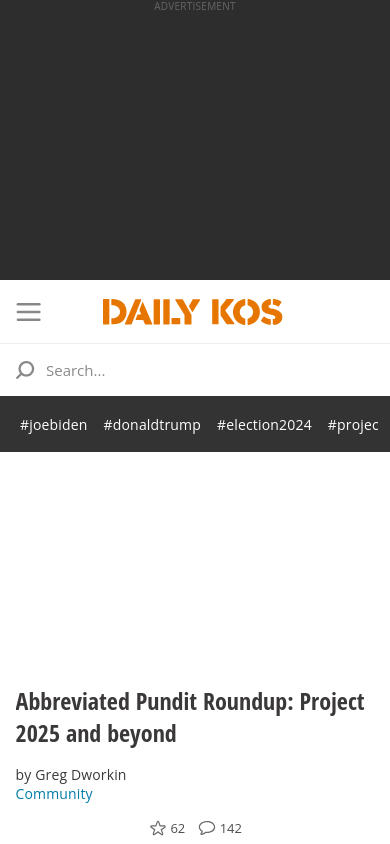 ADVERTISEMENT
DAILY KOS
Search...
#joebiden #donaldtrump #election2024 #projec
Abbreviated Pundit Roundup: Project
2025 and beyond
by Greg Dworkin
Community
62 142